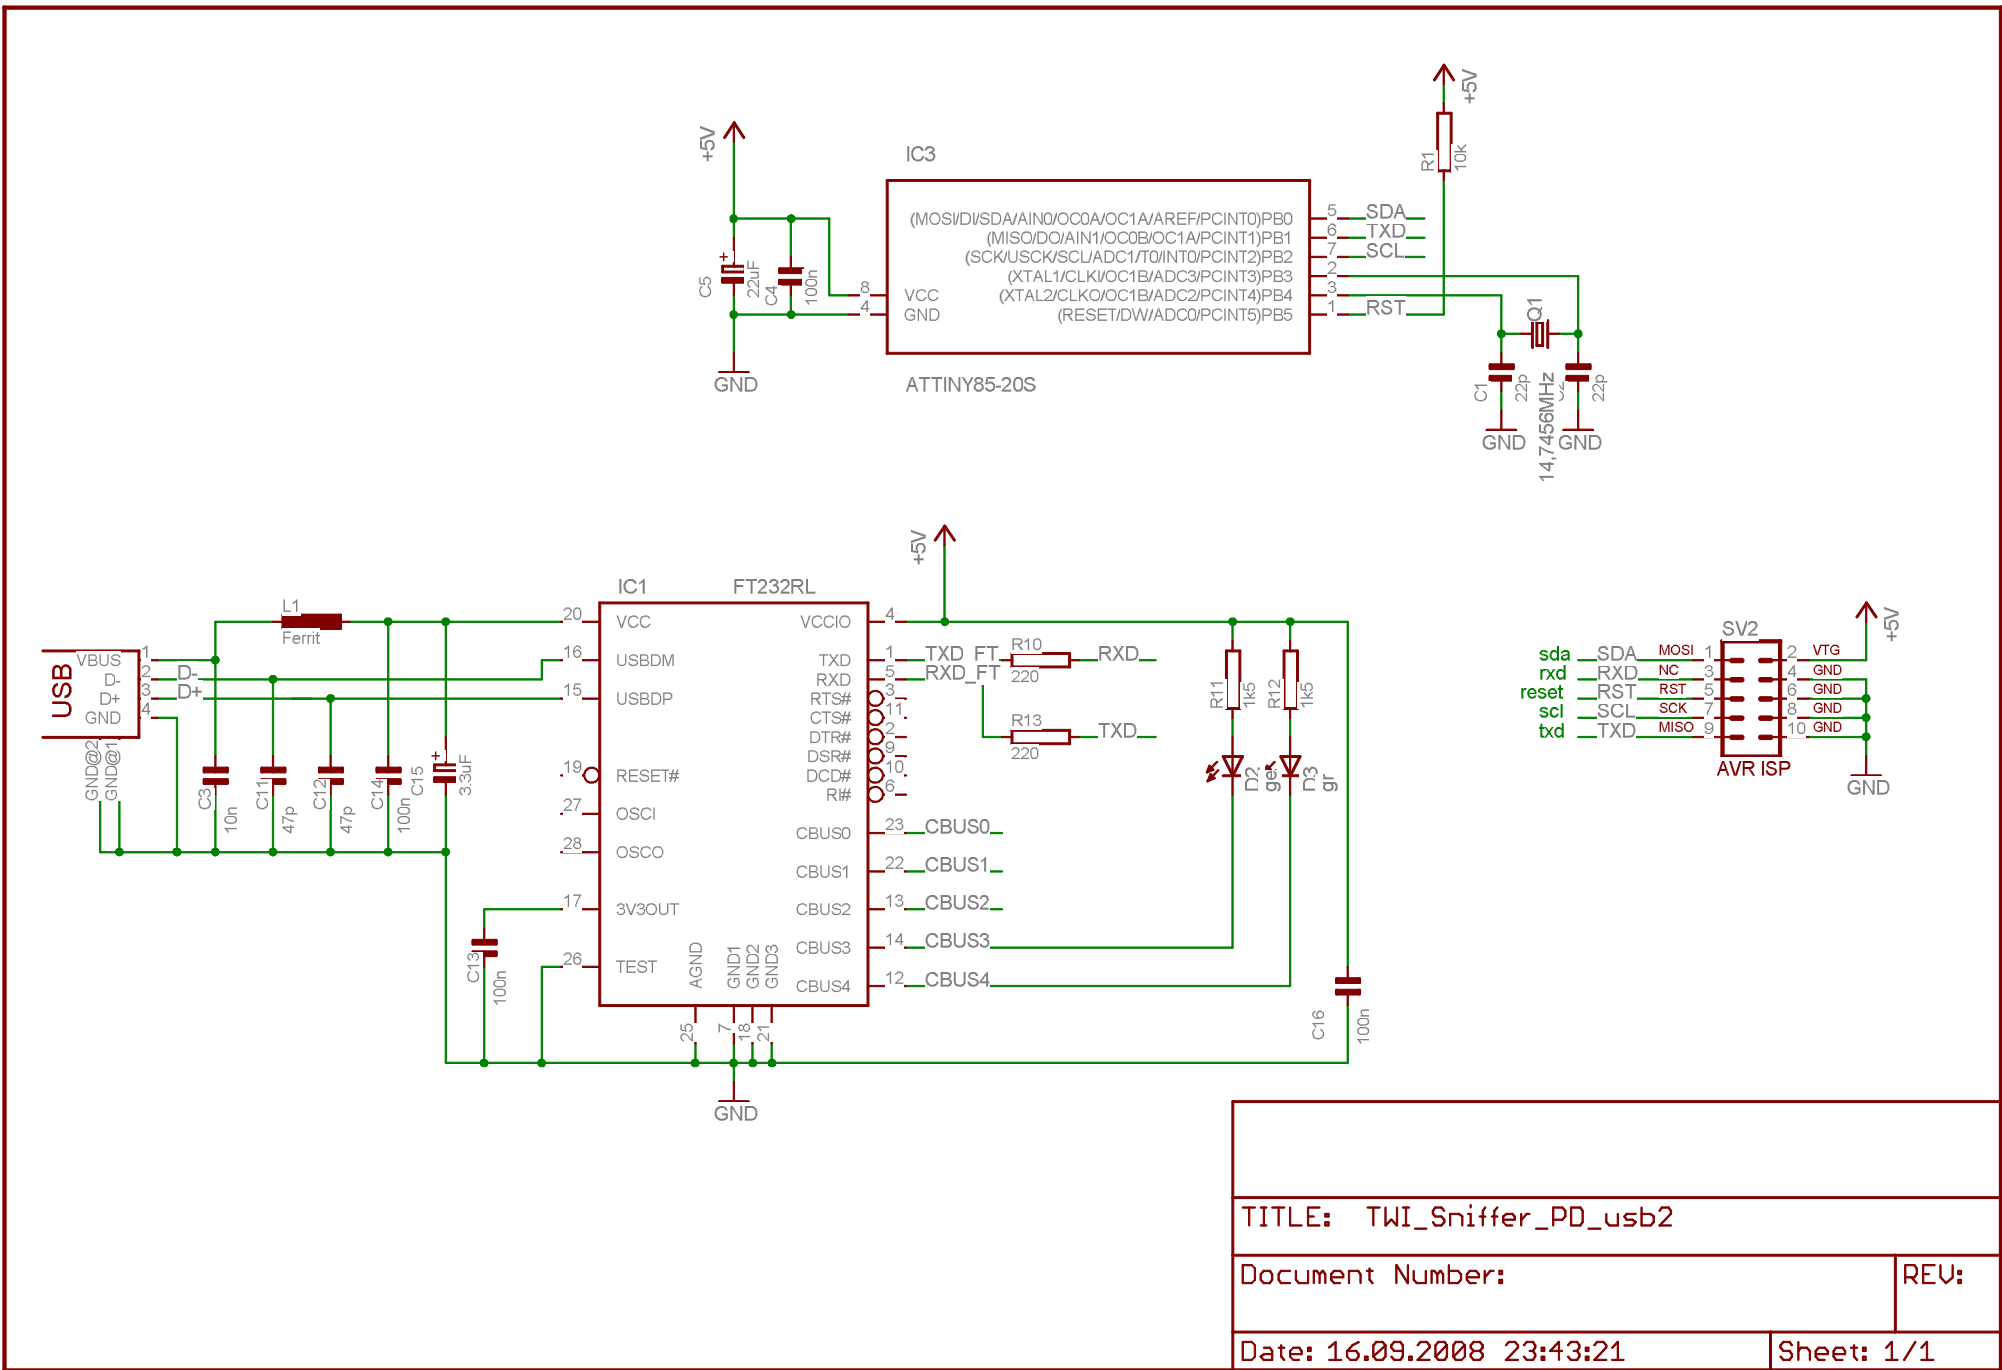 +5V
+5V
R1
10k
IC3
(MOSI/DI/SDA/AIN0/OC0A/OC1A/AREF/PCINT0)PB0
5
SDA
(MISO/DO/AIN1/OC0B/OC1A/PCINT1)PB1
6
TXD
(SCK/USCK/SCL/ADC1/T0/INT0/PCINT2)PB2
7
SCL
(XTAL1/CLKI/OC1B/ADC3/PCINT3)PB3
2
8
VCC
(XTAL2/CLKO/OC1B/ADC2/PCINT4)PB4
3
4
GND
(RESET/DW/ADC0/PCINT5)PB5
1
RST
C5
22uF
C4
100n
+
GND
ATTINY85-20S
Q1
14,7456MHz
C1
22p
22p
GND
GND
+5V
IC1
FT232RL
L1
Ferrit
USB
VBUS
1
D-
2
D-
D+
3
D+
GND
4
GND@2
GND@1
C3
10n
C11
47p
C12
47p
C14
100n
C15
+
3.3uF
20
VCC
16
USBDM
15
USBDP
19
RESET#
27
OSCI
28
OSCO
17
3V3OUT
26
TEST
C13
100n
VCCIO
4
TXD
1
TXD_FT
RXD
5
RXD_FT
RTS#
3
CTS#
11
DTR#
2
DSR#
9
DCD#
10
RI#
6
CBUS0
23
CBUS0
CBUS1
22
CBUS1
CBUS2
13
CBUS2
CBUS3
14
CBUS3
CBUS4
12
CBUS4
AGND
GND1
GND2
GND3
25
7
18
21
GND
R10
220
RXD
R13
220
TXD
R11
1k5
R12
1k5
D2
ge
D3
gr
C16
100n
+5V
SV2
sda
SDA
MOSI
1
2
VTG
rxd
RXD
NC
3
4
GND
reset
RST
RST
5
6
GND
scl
SCL
SCK
7
8
GND
txd
TXD
MISO
9
10
GND
AVR ISP
GND
TITLE: TWI_Sniffer_PD_usb2
Document Number:
REV:
Date: 16.09.2008 23:43:21
Sheet: 1/1